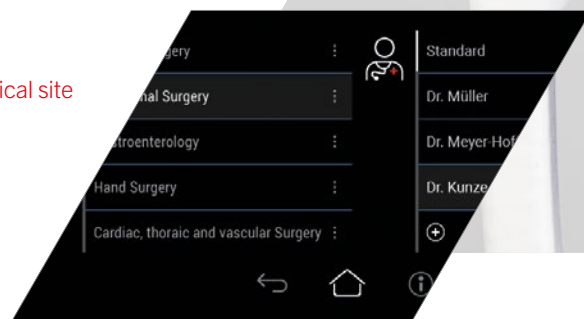 ical site
gery
nal Surgery
stroenterology
Hand Surgery
Cardiac, thoraic and vascular Surgery
Standard
Dr. Müller
Dr. Meyer-Hof
Dr. Kunze